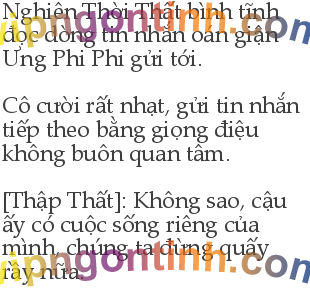 Nghiên Thời Thất bình tĩnh
đọc dòng tin nhắn oán giận
Ưng Phi Phi gửi tới.
Cô cười rất nhạt, gửi tin nhắn
tiếp theo bằng giọng điệu
không buôn quan tâm.
[Thập Thất]: Không sao, cậu
ấy có cuộc sống riêng của
mình, chúng ta đừng quấy
rầy nữa.